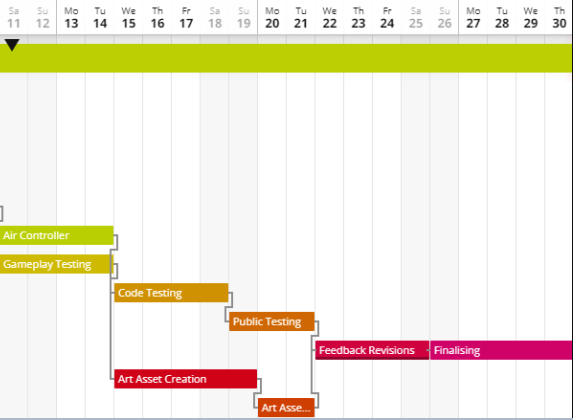 Sa Su Mo Tu We Th Fr Sa Su Mo Tu We Th Fr Sa Su Mo Tu We Th
11 12 13 14 15 16 17 18 19 20 21 22 23 24 25 26 27 28 29 30
Air Controller
Gameplay Testing
Code Testing
Public Testing
Feedback Revisions Finalising
Art Asset Creation
Art Asse...